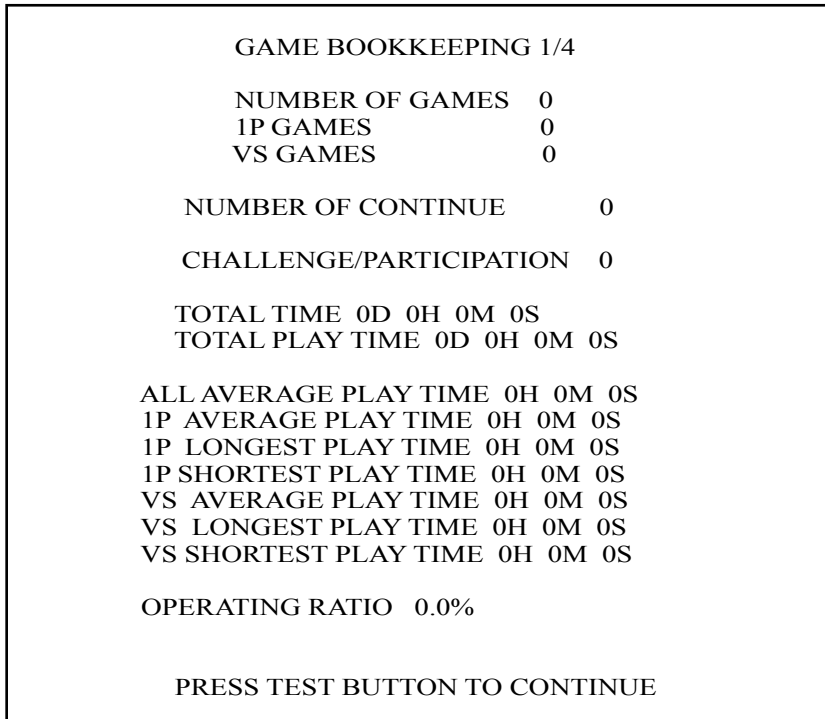 GAME BOOKKEEPING 1/4
NUMBER OF GAMES 0
1P GAMES 0
VS GAMES 0
NUMBER OF CONTINUE 0
CHALLENGE/PARTICIPATION 0
TOTAL TIME 0D 0H 0M 0S
TOTAL PLAY TIME 0D 0H 0M 0S
ALL AVERAGE PLAY TIME 0H 0M 0S
1P AVERAGE PLAY TIME 0H 0M 0S
1P LONGEST PLAY TIME 0H 0M 0S
1P SHORTEST PLAY TIME 0H 0M 0S
VS AVERAGE PLAY TIME 0H 0M 0S
VS LONGEST PLAY TIME 0H 0M 0S
VS SHORTEST PLAY TIME 0H 0M 0S
OPERATING RATIO 0.0%
PRESS TEST BUTTON TO CONTINUE